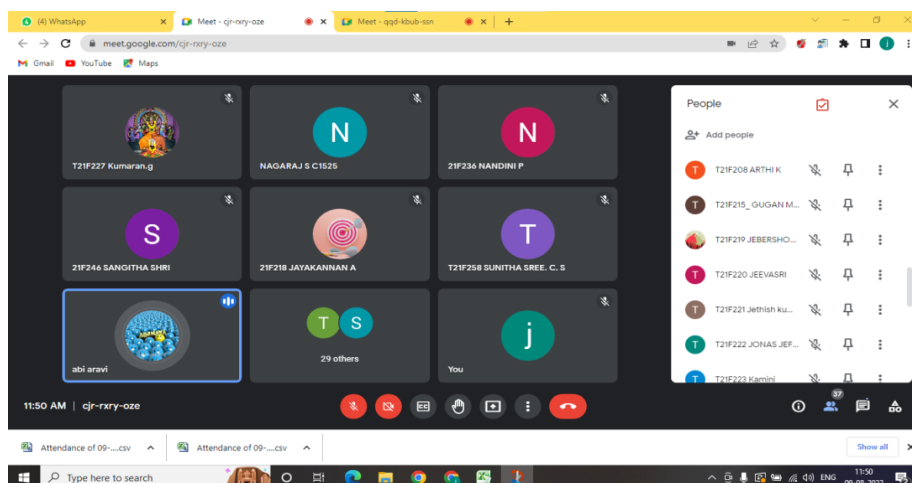 (4) WhatsApp
Meet - cjr-rxry-oze
Meet - qqd-kbub-ssn
meet.google.com/cjr-rxry-oze
j
Gmail
YouTube
Maps
T21F227 Kumaran.g
N
NAGARAJ S C1525
N
21F236 NANDINI P
S
21F246 SANGITHA SHRI
21F218 JAYAKANNAN A
T
T21F258 SUNITHA SREE. C. S
abi aravi
T S
29 others
j
You
People
Add people
T T21F208 ARTHI K
T T21F215_ GUGAN M...
T21F219 JEBERSHO...
T T21F220 JEEVASRI
T T21F221 Jethish ku...
T T21F222 JONAS JEF...
T T21F223 Kamini
11:50 AM | cjr-rxry-oze
CC
37
Attendance of 09-....csv
Attendance of 09-....csv
Show all
Type here to search
ENG
11:50
09-08-2022